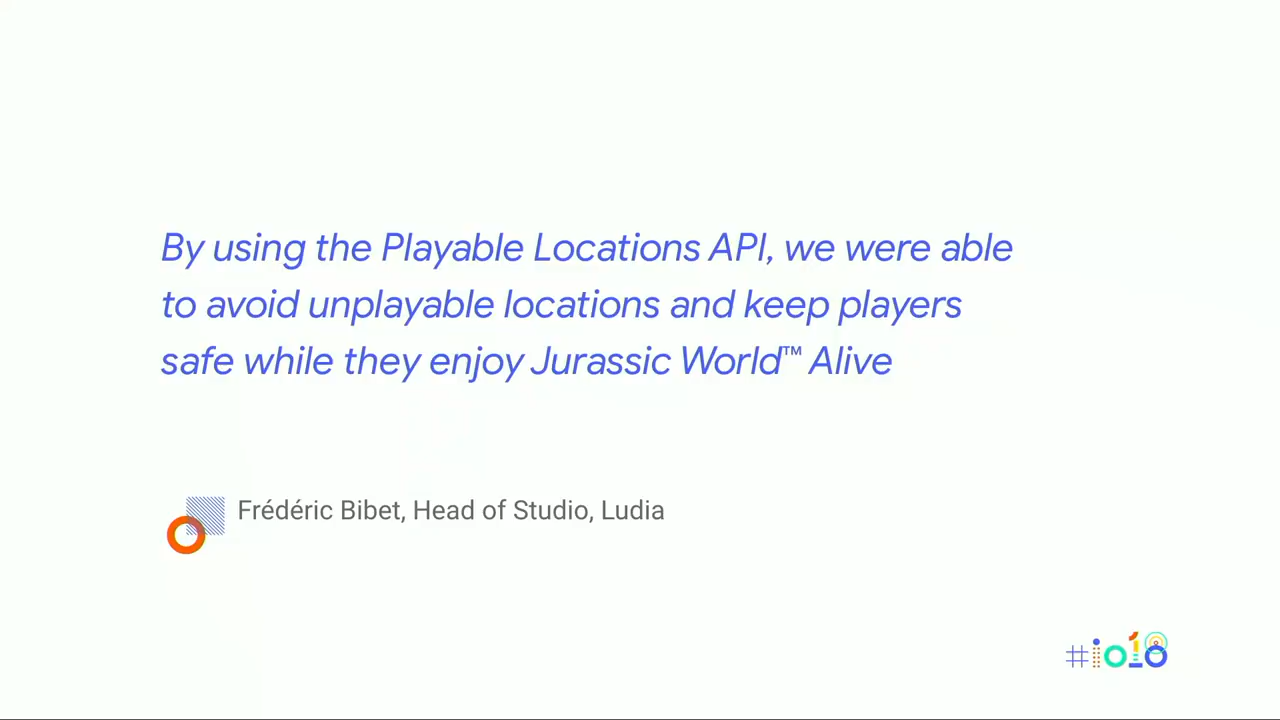 By using the Playable Locations API, we were able
to avoid unplayable locations and keep players
safe while they enjoy Jurassic World™ Alive
Frédéric Bibet, Head of Studio, Ludia
#io18